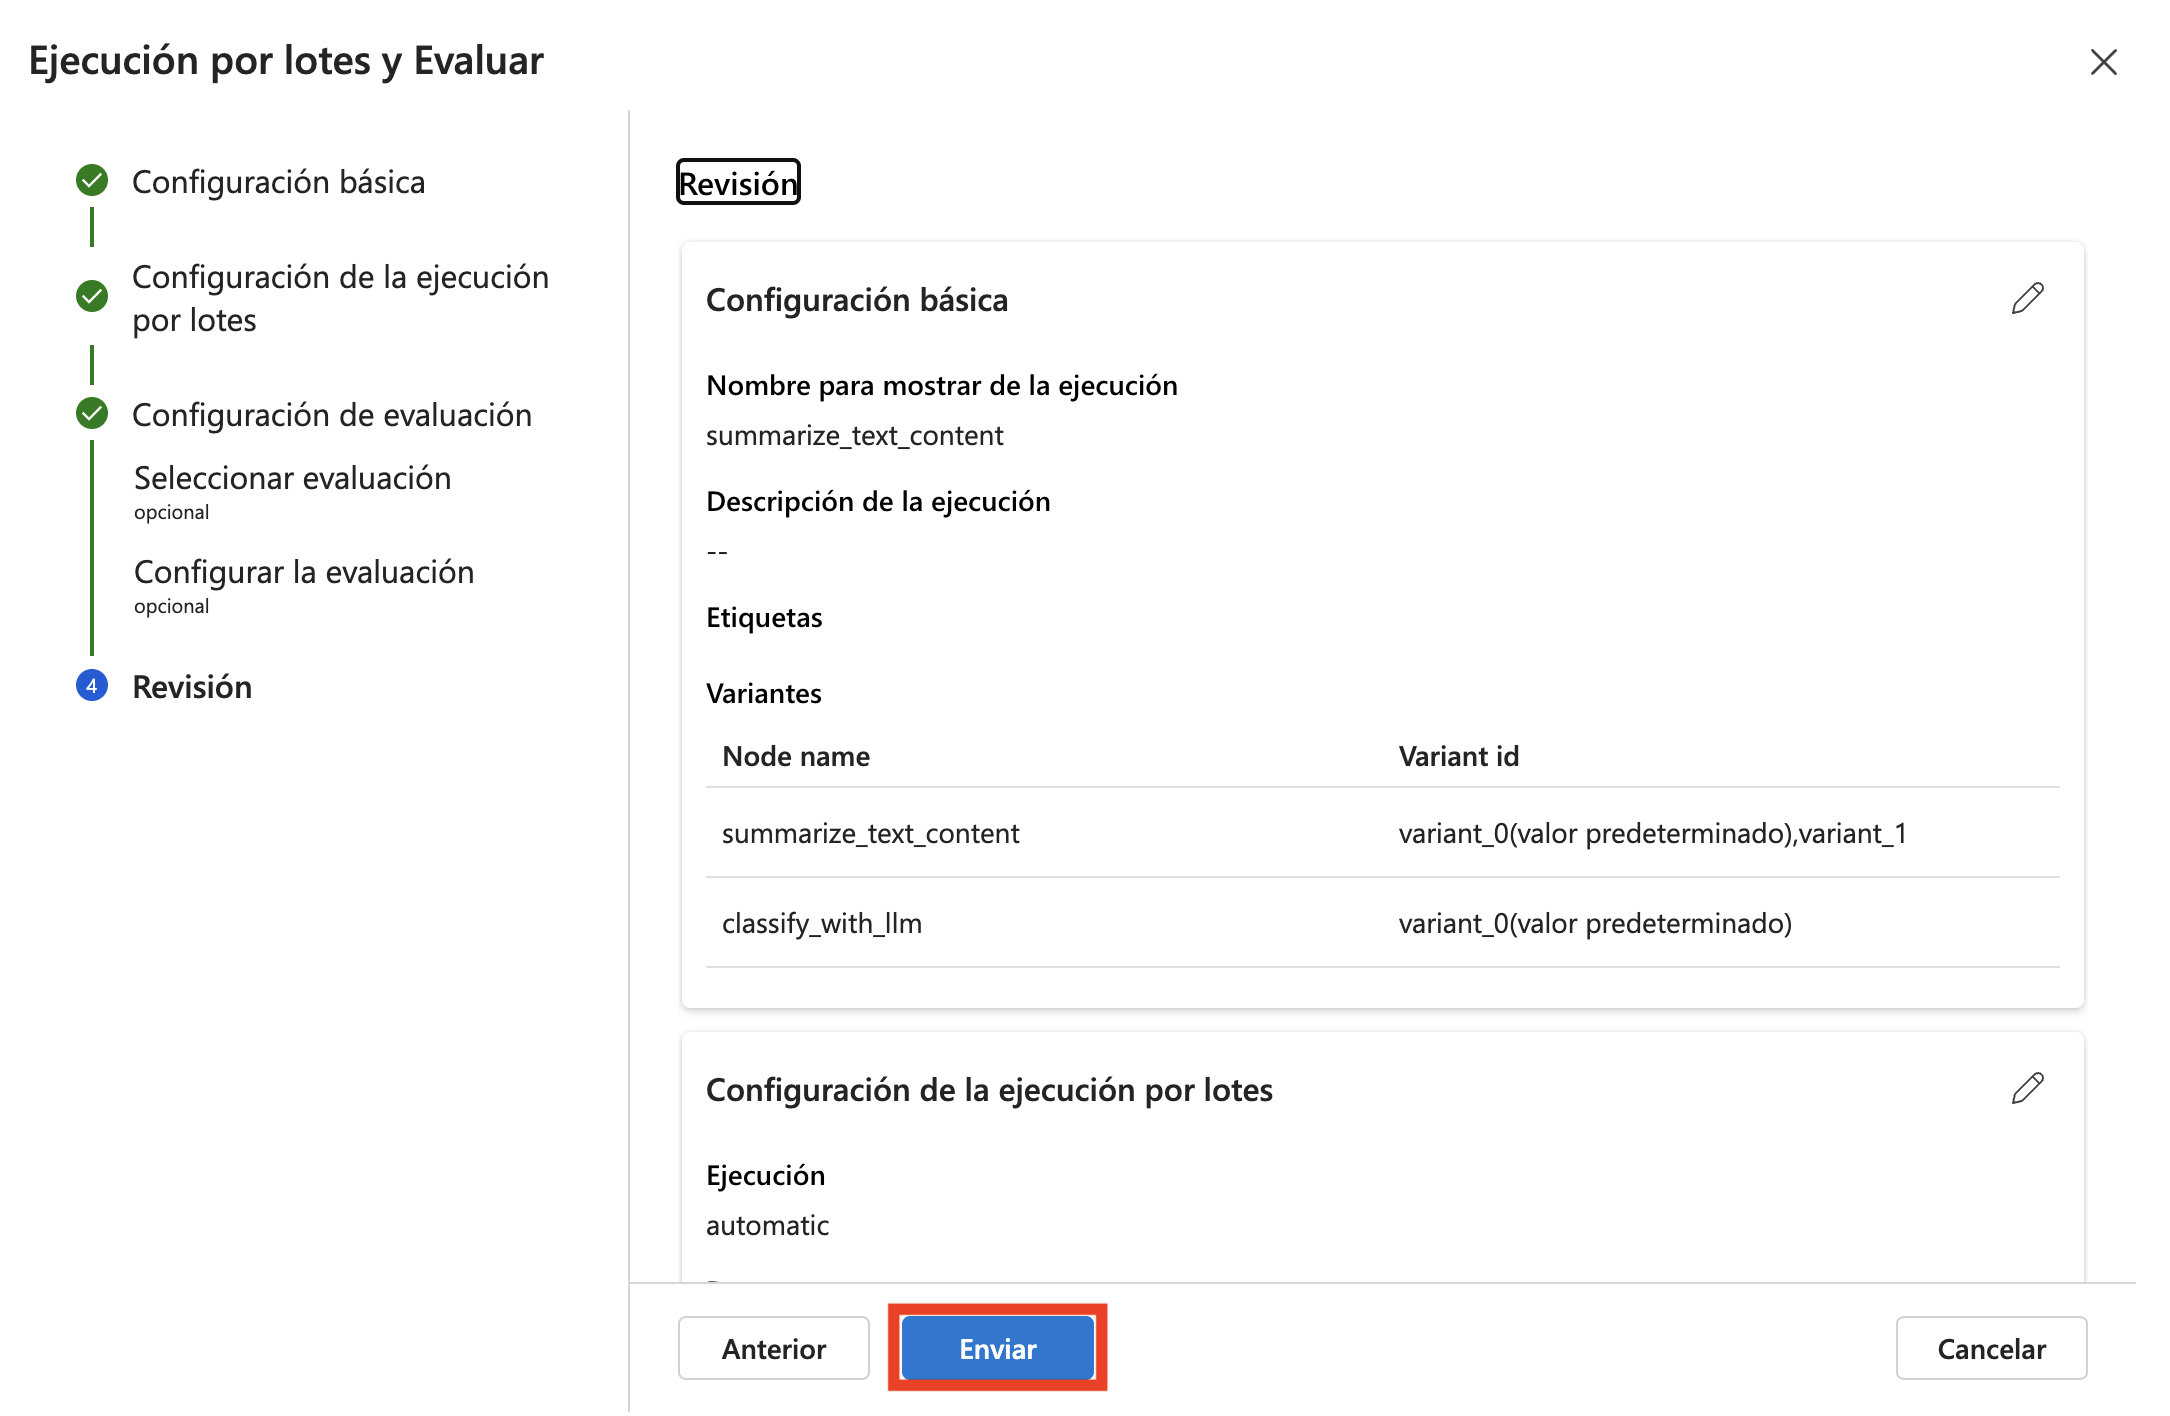 Ejecución por lotes y Evaluar
Configuración básica
Configuración de la ejecución
por lotes
Configuración de evaluación
Seleccionar evaluación
opcional
Configurar la evaluación
opcional
4 Revisión
Revisión
Configuración básica
Nombre para mostrar de la ejecución
summarize_text_content
Descripción de la ejecución
--
Etiquetas
Variantes
Node name Variant id
summarize_text_content variant_0(valor predeterminado),variant_1
classify_with_llm variant_0(valor predeterminado)
Configuración de la ejecución por lotes
Ejecución
automatic
Anterior Enviar Cancelar